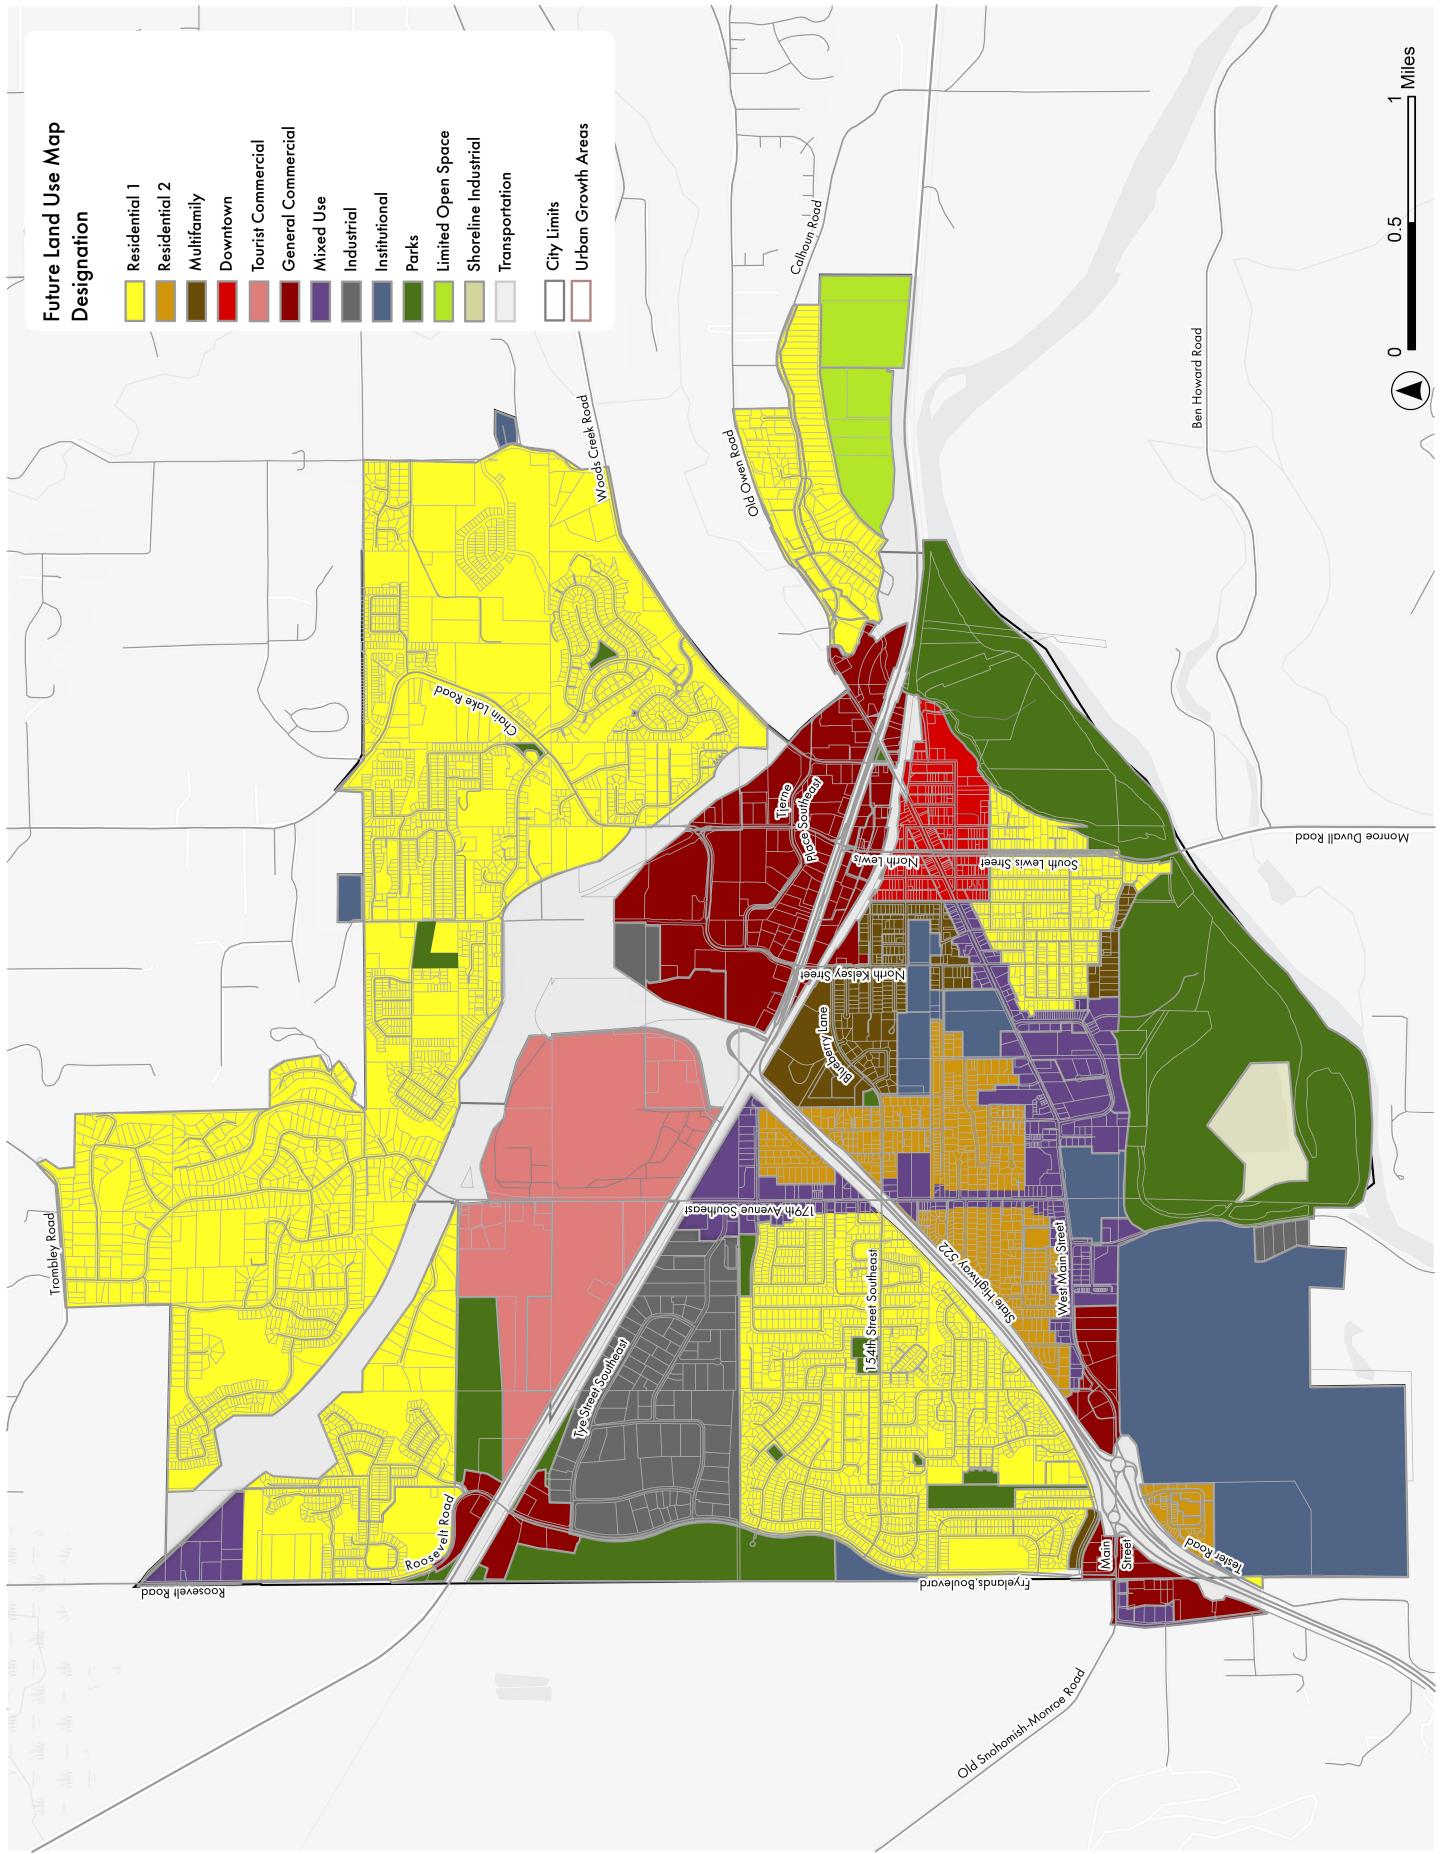 Future Land Use Map
Designation
Residential 1
Residential 2
Multifamily
Downtown
Tourist Commercial
General Commercial
Mixed Use
Industrial
Institutional
Parks
Limited Open Space
Shoreline Industrial
Transportation
City Limits
Urban Growth Areas
0
0.5
1
Miles
Trombley Road
Roosevelt Road
Roosevelt Road
Chain Lake Road
Woods Creek Road
Old Owen Road
Calhoun Road
Ben Howard Road
Tierne
Place Southeast
North Lewis
South Lewis Street
Monroe Duvall Road
North Kelsey Street
Blueberry Lane
179th Avenue Southeast
Tye Street Southeast
154th Street Southeast
State Highway 522
West Main Street
Fryelands Boulevard
Main
Street
Tester Road
Old Snohomish-Monroe Road